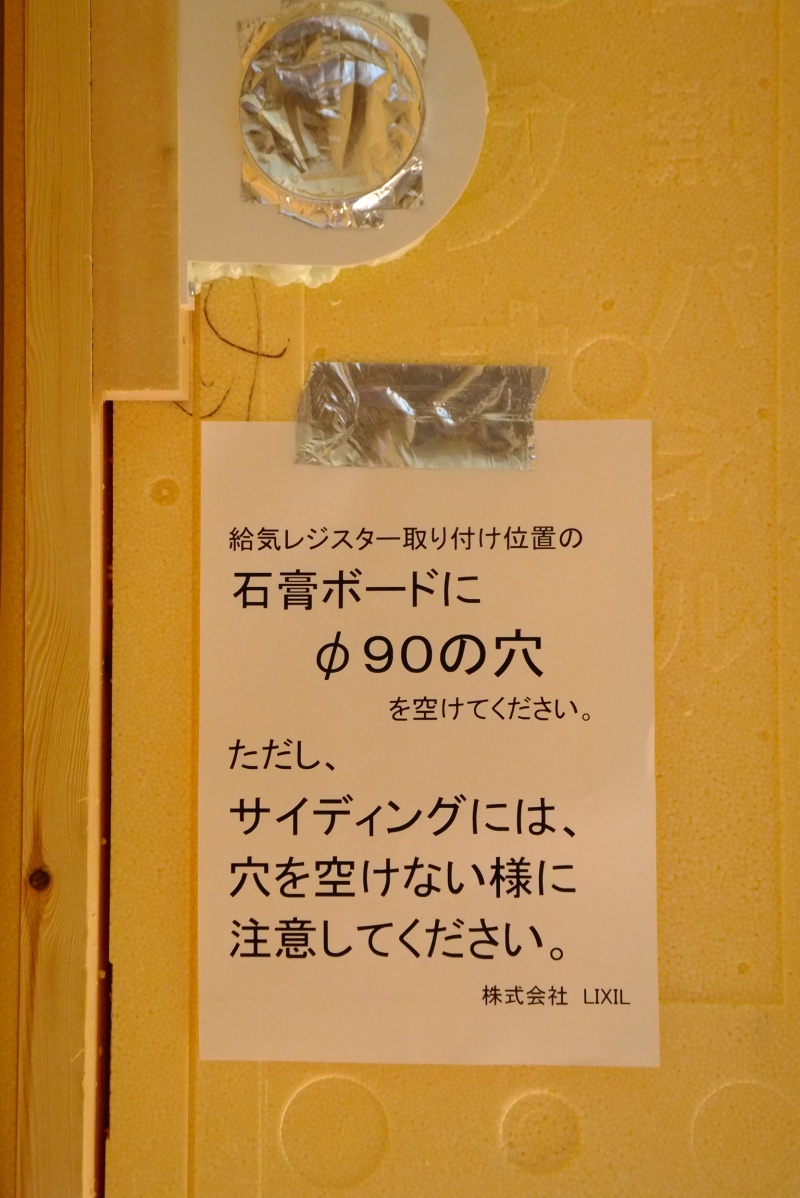 給気レジスター取り付け位置の
石膏ボードに
φ90の穴
を空けてください。
ただし、
サイディングには、
穴を空けない様に
注意してください。
株式会社 LIXIL